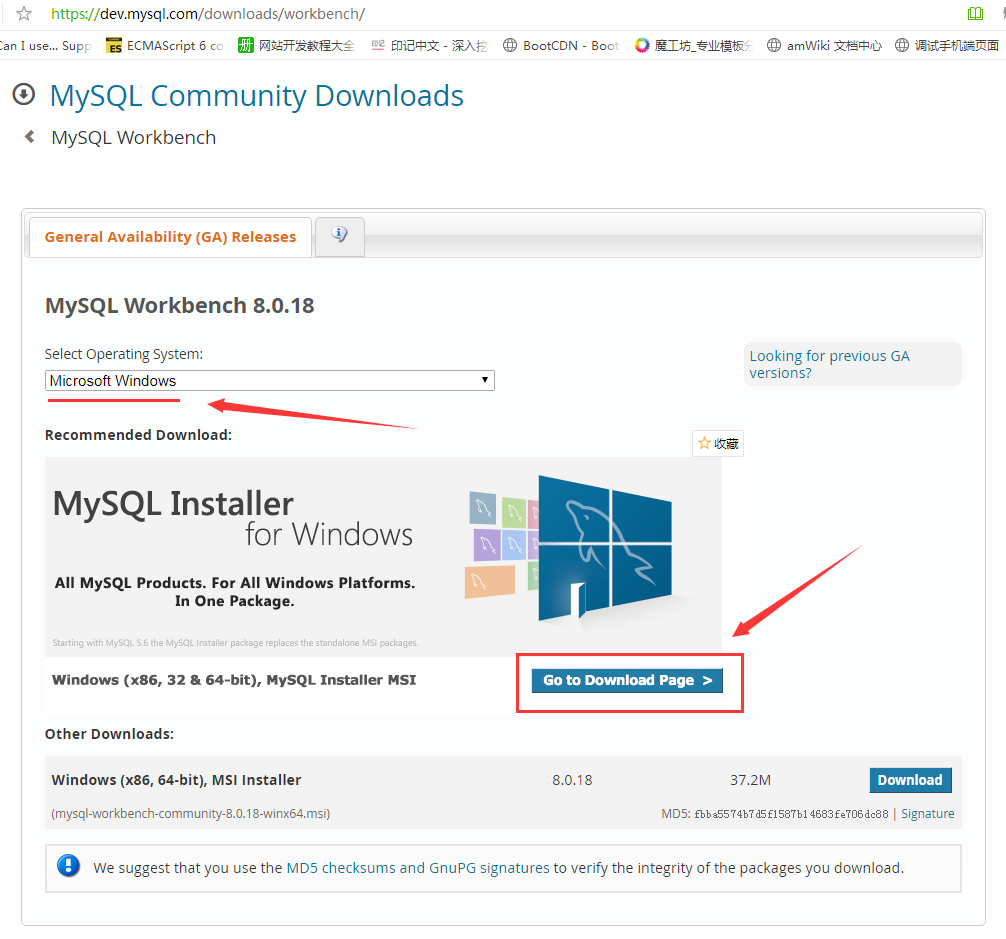 https://dev.mysql.com/downloads/workbench/
Can I use... Supp ES ECMAScript 6 co 册 网站开发教程大全 印记 印记中文 - 深入挖 BootCDN - Boot 魔工坊_专业模板分 amWiki 文档中心 调试手机端页面
MySQL Community Downloads
MySQL Workbench
General Availability (GA) Releases
MySQL Workbench 8.0.18
Select Operating System:
Looking for previous GA
versions?
Microsoft Windows
Recommended Download:
收藏
MySQL Installer
for Windows
All MySQL Products. For All Windows Platforms.
In One Package.
Starting with MySQL 5.6 the MySQL Installer package replaces the standalone MSI packages.
Windows (x86, 32 & 64-bit), MySQL Installer MSI Go to Download Page >
Other Downloads:
Windows (x86, 64-bit), MSI Installer 8.0.18 37.2M Download
(mysql-workbench-community-8.0.18-winx64.msi) MD5: fbba5574b7d5f1587b14683fe706dc88 | Signature
We suggest that you use the MD5 checksums and GnuPG signatures to verify the integrity of the packages you download.